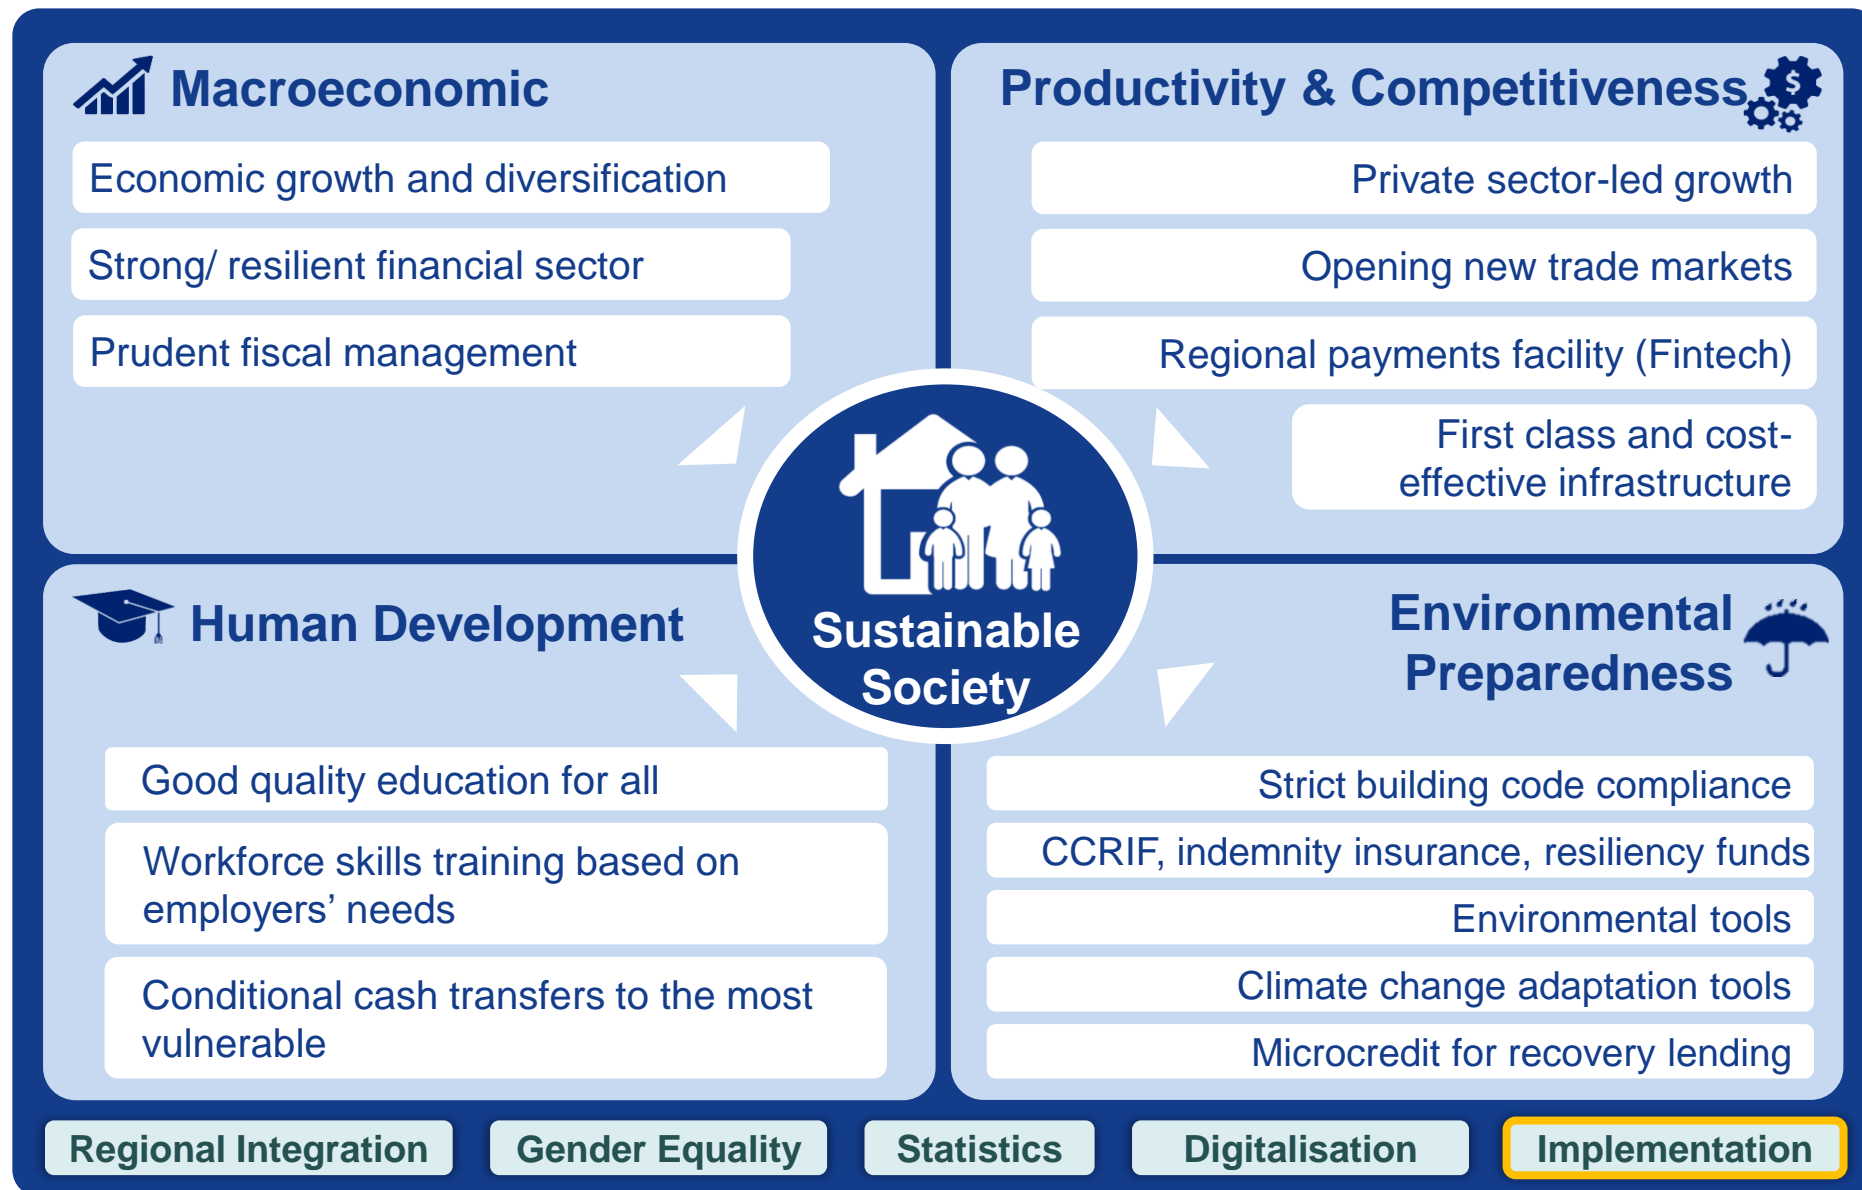 Macroeconomic
Economic growth and diversification
Strong/ resilient financial sector
Prudent fiscal management
Productivity & Competitiveness
$
Private sector-led growth
Opening new trade markets
Regional payments facility (Fintech)
First class and cost-
effective infrastructure
Sustainable
Society
Human Development
Good quality education for all
Workforce skills training based on
employers’ needs
Conditional cash transfers to the most
vulnerable
Environmental
Preparedness
Strict building code compliance
CCRIF, indemnity insurance, resiliency funds
Environmental tools
Climate change adaptation tools
Microcredit for recovery lending
Regional Integration
Gender Equality
Statistics
Digitalisation
Implementation